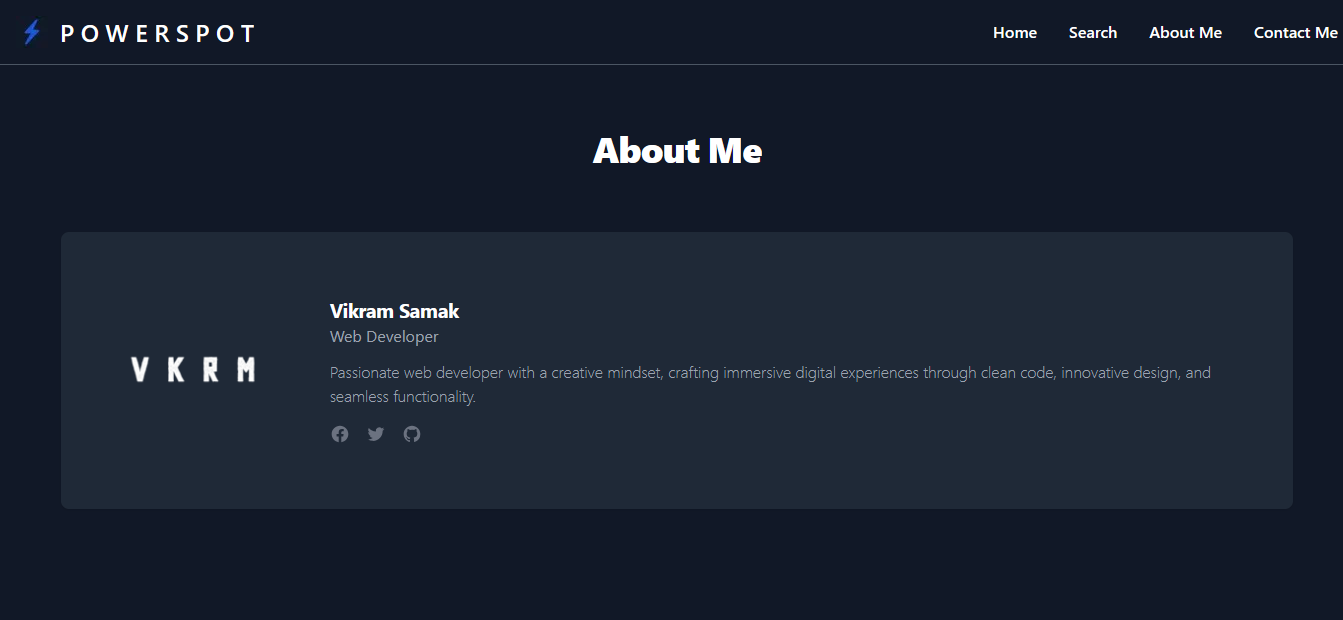 POWERSPOT
Home Search About Me Contact Me
About Me
Vikram Samak
Web Developer
VKRM
Passionate web developer with a creative mindset, crafting immersive digital experiences through clean code, innovative design, and
seamless functionality.